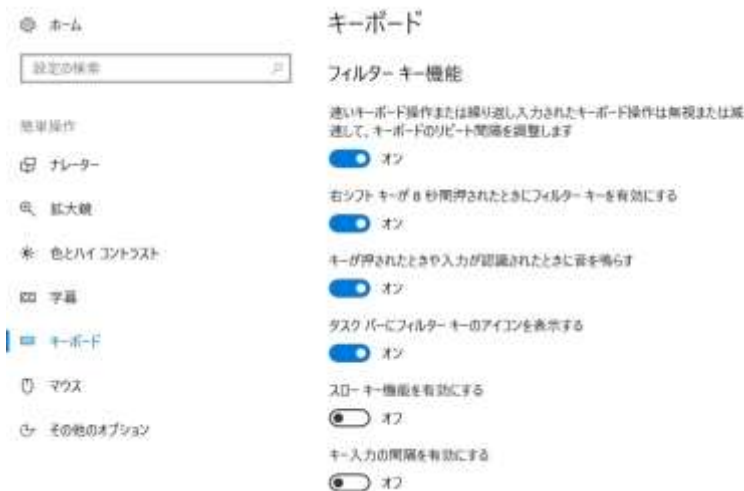 ホーム
設定の検索
簡単操作
ナレーター
拡大鏡
色とハイ コントラスト
字幕
キーボード
マウス
その他のオプション
キーボード
フィルター キー機能
速いキーボード操作または繰り返し入力されたキーボード操作は無視または減
速して、キーボードのリピート間隔を調整します
オン
右シフト キーが 8 秒間押されたときにフィルター キーを有効にする
オン
キーが押されたときや入力が認識されたときに音を鳴らす
オン
タスク バーにフィルター キーのアイコンを表示する
オン
スロー キー機能を有効にする
オフ
キー入力の間隔を有効にする
オフ